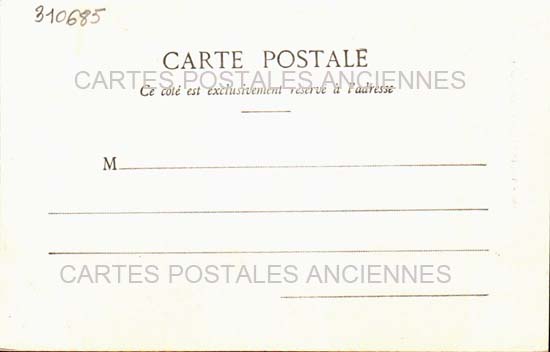 310685
CARTE POSTALE
CARTES POSTALES ANCIENNES
Ce côté est exclusivement réservé à l'adresse
M
CARTES POSTALES ANCIENNES